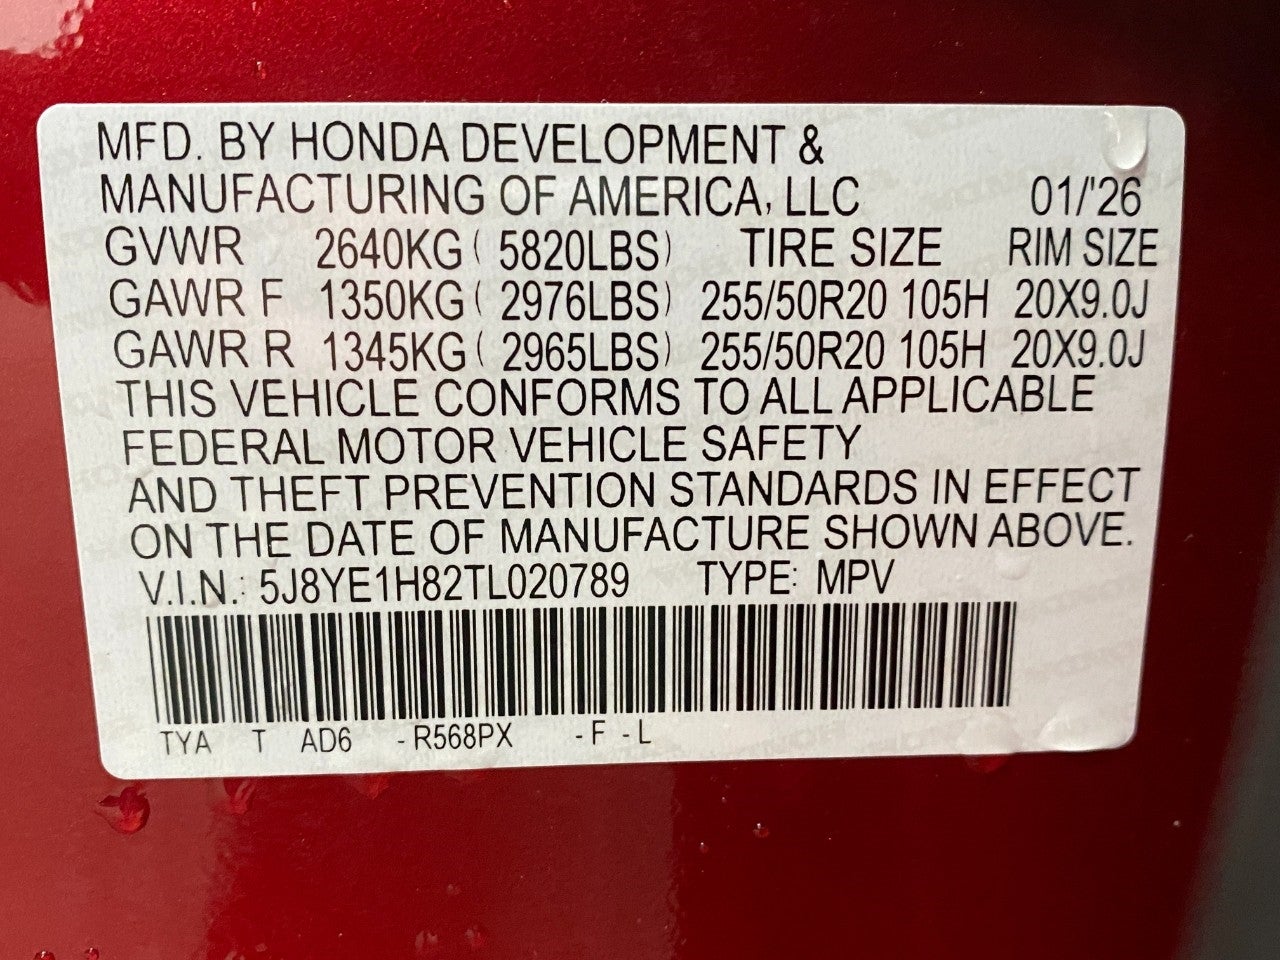 MFD. BY HONDA DEVELOPMENT &
MANUFACTURING OF AMERICA, LLC 01/'26
GVWR 2640KG ( 5820LBS) TIRE SIZE RIM SIZE
GAWR F 1350KG ( 2976LBS) 255/50R20 105H 20X9.0J
GAWR R 1345KG ( 2965LBS) 255/50R20 105H 20X9.0J
THIS VEHICLE CONFORMS TO ALL APPLICABLE
FEDERAL MOTOR VEHICLE SAFETY
AND THEFT PREVENTION STANDARDS IN EFFECT
ON THE DATE OF MANUFACTURE SHOWN ABOVE.
V.I.N.: 5J8YE1H82TL020789 TYPE: MPV
TYA T AD6 -R568PX -F -L